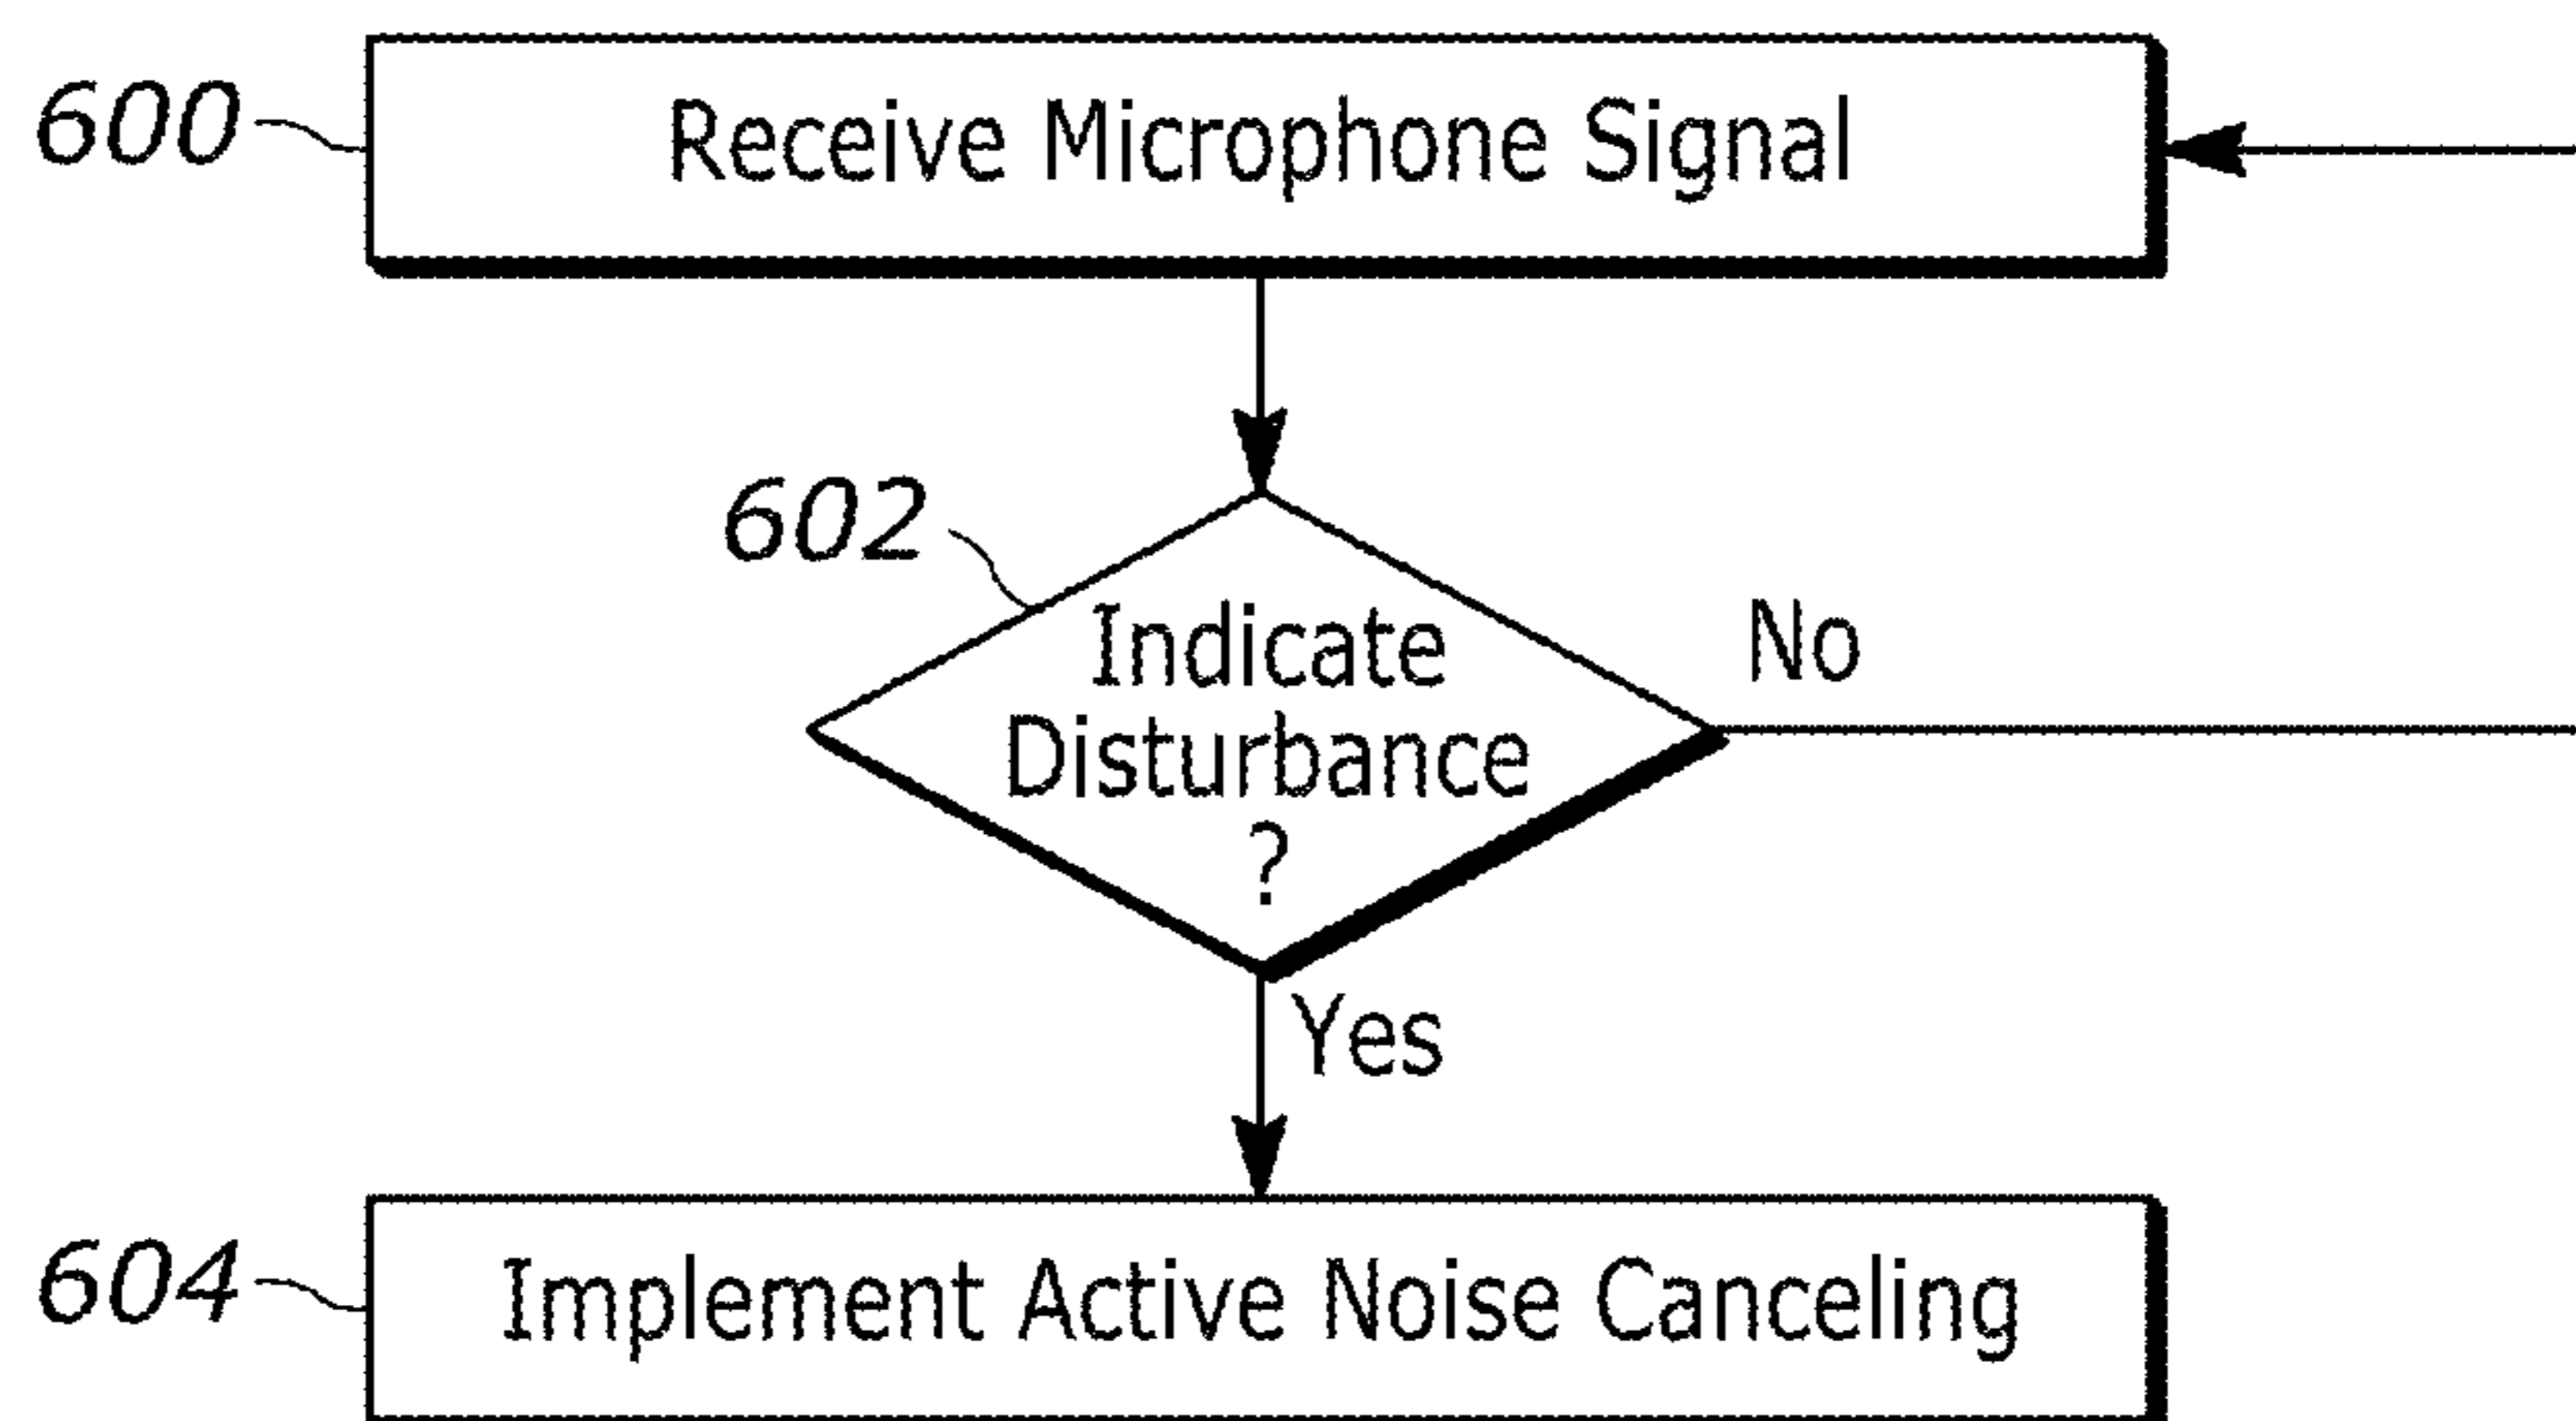 600
Receive Microphone Signal
602
Indicate
Disturbance
?
No
Yes
604
Implement Active Noise Canceling